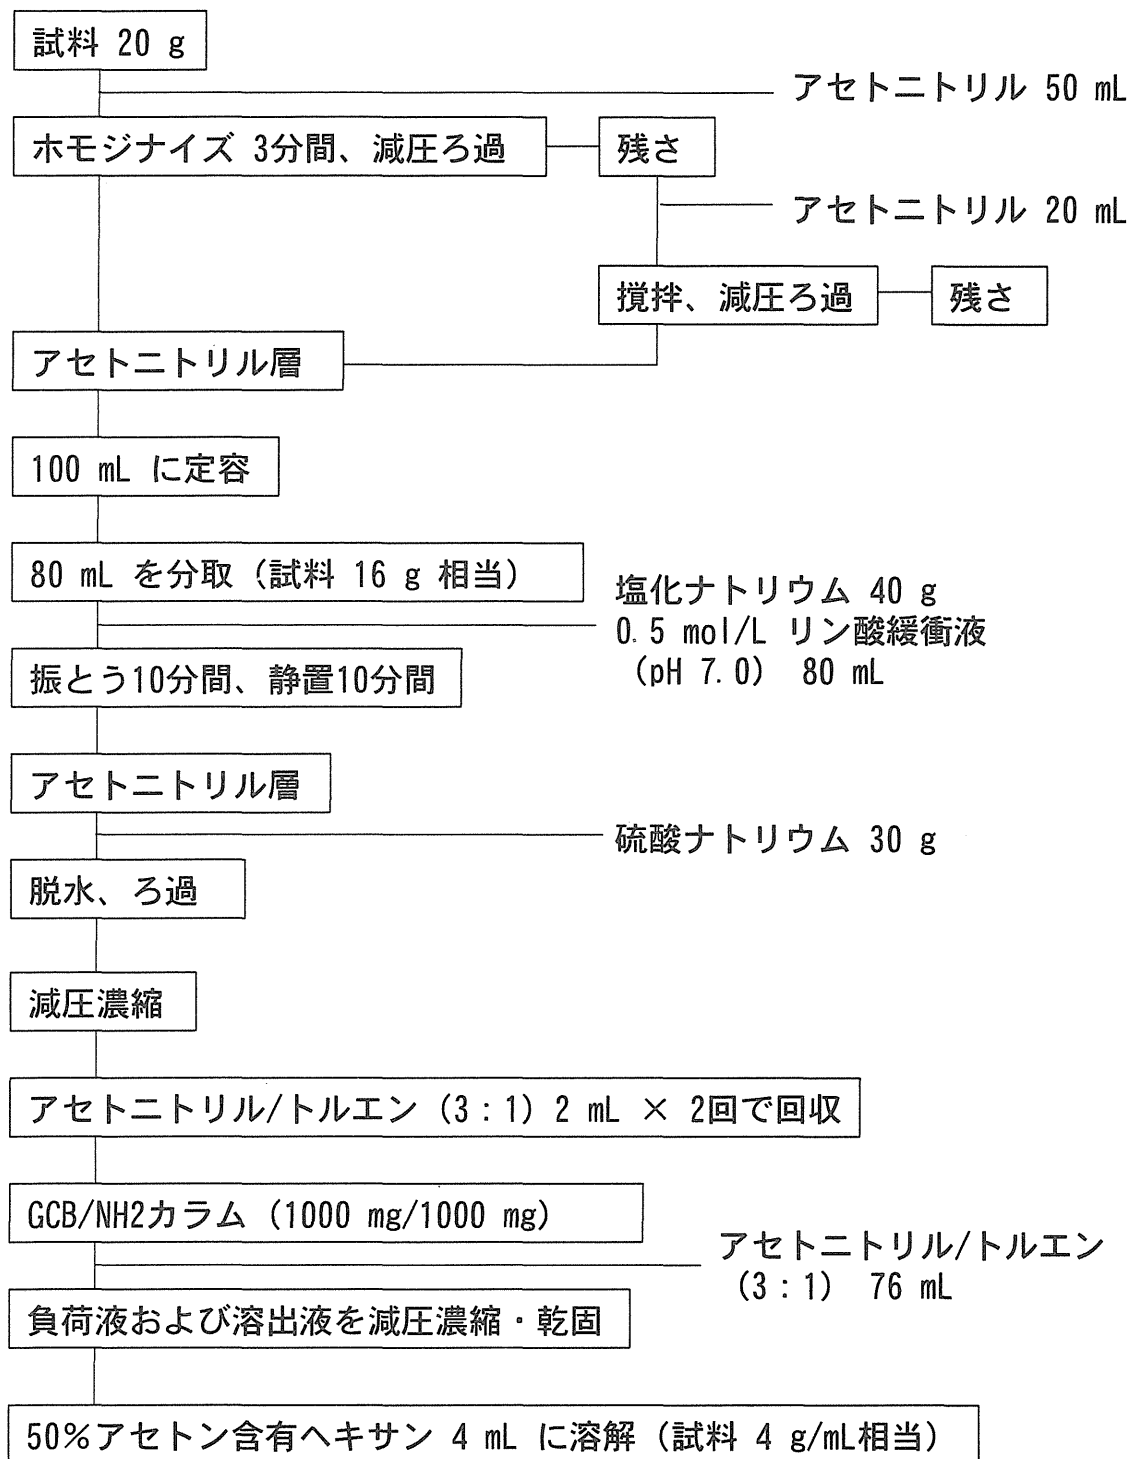 試料 20 g
アセトニトリル 50 mL
ホモジナイズ 3分間、減圧ろ過
残さ
アセトニトリル 20 mL
撹拌、減圧ろ過
残さ
アセトニトリル層
100 mL に定容
80 mL を分取（試料 16 g 相当）
塩化ナトリウム 40 g
0.5 mol/L リン酸緩衝液
（pH 7.0） 80 mL
振とう10分間、静置10分間
アセトニトリル層
硫酸ナトリウム 30 g
脱水、ろ過
減圧濃縮
アセトニトリル/トルエン（3：1）2 mL × 2回で回収
GCB/NH2カラム（1000 mg/1000 mg）
アセトニトリル/トルエン
（3：1） 76 mL
負荷液および溶出液を減圧濃縮・乾固
50%アセトン含有ヘキサン 4 mL に溶解（試料 4 g/mL相当）